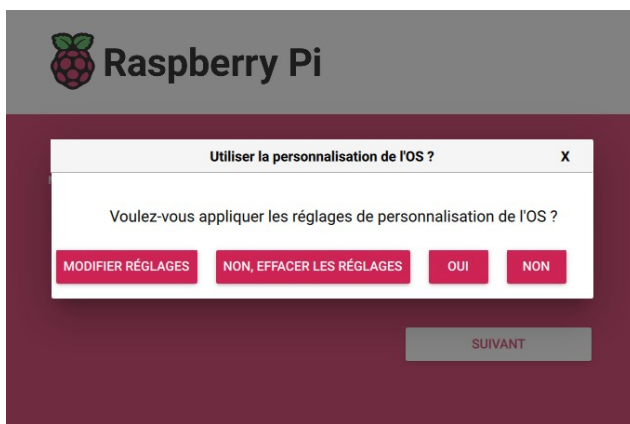 Raspberry Pi
Utiliser la personnalisation de l'OS ?
X
Voulez-vous appliquer les réglages de personnalisation de l'OS ?
MODIFIER RÉGLAGES
NON, EFFACER LES RÉGLAGES
OUI
NON
SUIVANT